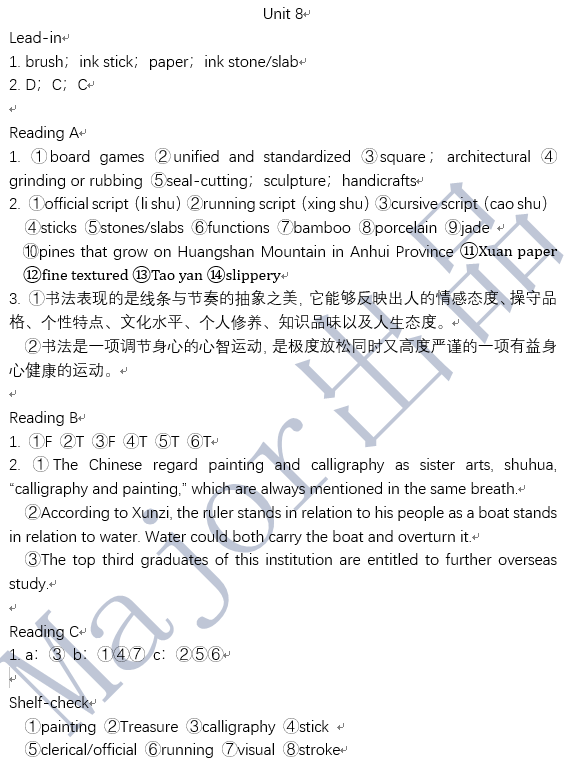 Unit 8
Lead-in
1. brush；ink stick；paper；ink stone/slab
2. D；C；C
Reading A
1. ①board games ②unified and standardized ③square；architectural ④
grinding or rubbing ⑤seal-cutting；sculpture；handicrafts
2. ①official script（li shu）②running script（xing shu）③cursive script（cao shu）
④sticks ⑤stones/slabs ⑥functions ⑦bamboo ⑧porcelain ⑨jade
⑩pines that grow on Huangshan Mountain in Anhui Province ⑪Xuan paper
⑫fine textured ⑬Tao yan ⑭slippery
3. ①书法表现的是线条与节奏的抽象之美，它能够反映出人的情感态度、操守品
格、个性特点、文化水平、个人修养、知识品味以及人生态度。
②书法是一项调节身心的心智运动，是极度放松同时又高度严谨的一项有益身
心健康的运动。
Reading B
1. ①F ②T ③F ④T ⑤T ⑥T
2. ①The Chinese regard painting and calligraphy as sister arts, shuhua,
“calligraphy and painting,” which are always mentioned in the same breath.
②According to Xunzi, the ruler stands in relation to his people as a boat stands
in relation to water. Water could both carry the boat and overturn it.
③The top third graduates of this institution are entitled to further overseas
study.
Reading C
1. a：③ b：①④⑦ c：②⑤⑥
Shelf-check
①painting ②Treasure ③calligraphy ④stick
⑤clerical/official ⑥running ⑦visual ⑧stroke
Major出品